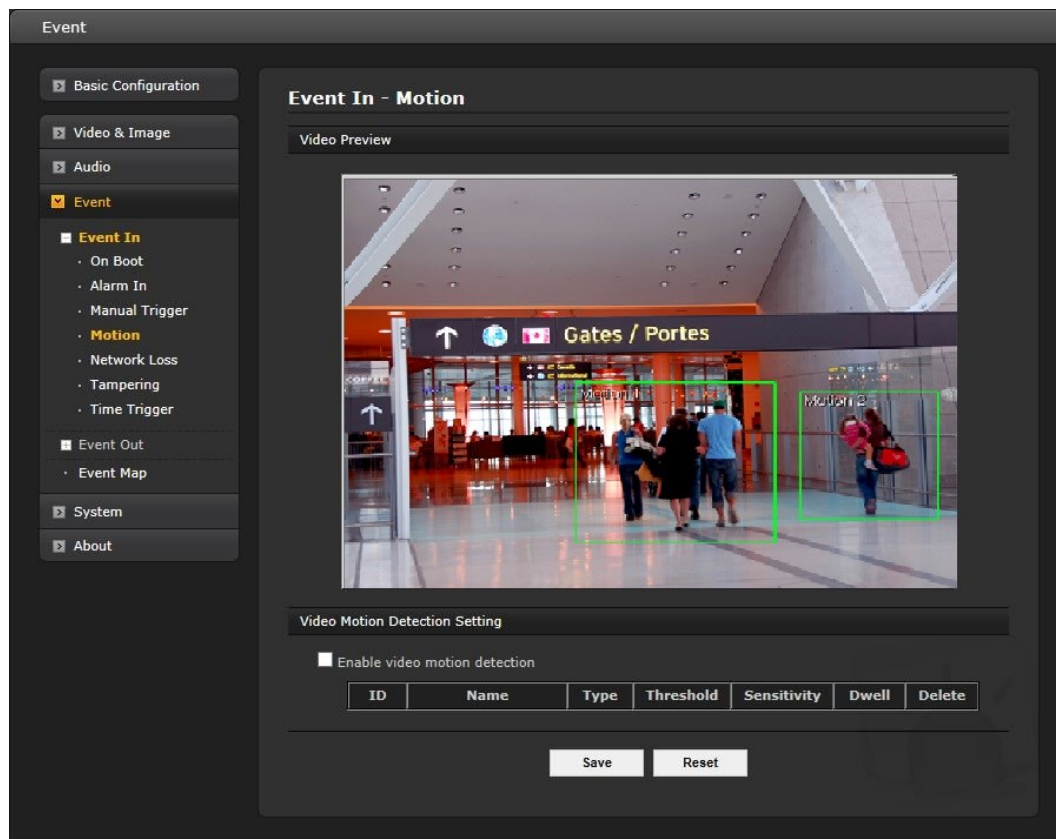 Event
Basic Configuration
Video & Image
Audio
Event
Event In
On Boot
Alarm In
Manual Trigger
Motion
Network Loss
Tampering
Time Trigger
Event Out
Event Map
System
About
Event In - Motion
Video Preview
Gates / Portes
Motion 1
Motion 2
Video Motion Detection Setting
Enable video motion detection
ID Name Type Threshold Sensitivity Dwell Delete
Save Reset